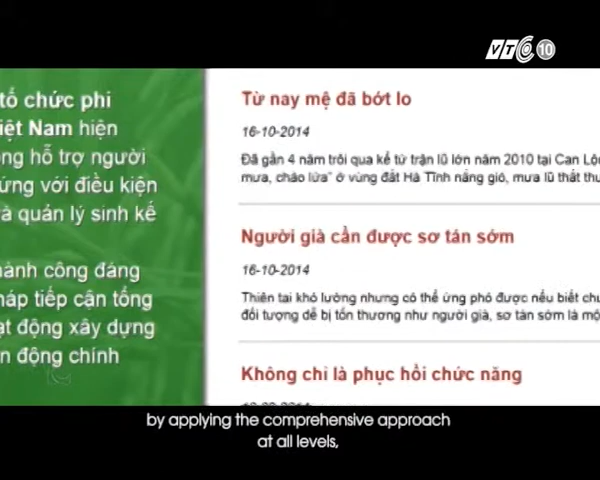 VTC10
tổ chức phi
iệt Nam hiện
ng hỗ trợ người
ứng với điều kiện
à quản lý sinh kế
ành công đáng
háp tiếp cận tổng
ạt động xây dựng
n động chính
Từ nay mệ đã bớt lo
16-10-2014
Đã gần 4 năm trôi qua kể từ trận lũ lớn năm 2010 tại Can Lộ
mưa, chảo lửa" ở vùng đất Hà Tĩnh nắng gió, mưa lũ thất thư
Người già cần được sơ tán sớm
16-10-2014
Thiên tai khó lường nhưng có thể ứng phó được nếu biết chu
đối tượng dễ bị tổn thương như người già, sơ tán sớm là mộ
Không chỉ là phục hồi chức năng
by applying the comprehensive approach
at all levels,